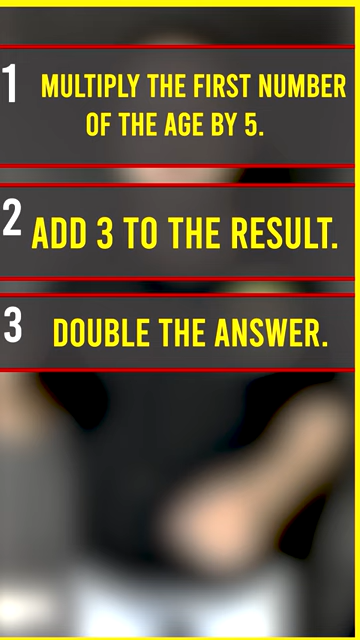 1 MULTIPLY THE FIRST NUMBER
OF THE AGE BY 5.
2 ADD 3 TO THE RESULT.
3 DOUBLE THE ANSWER.